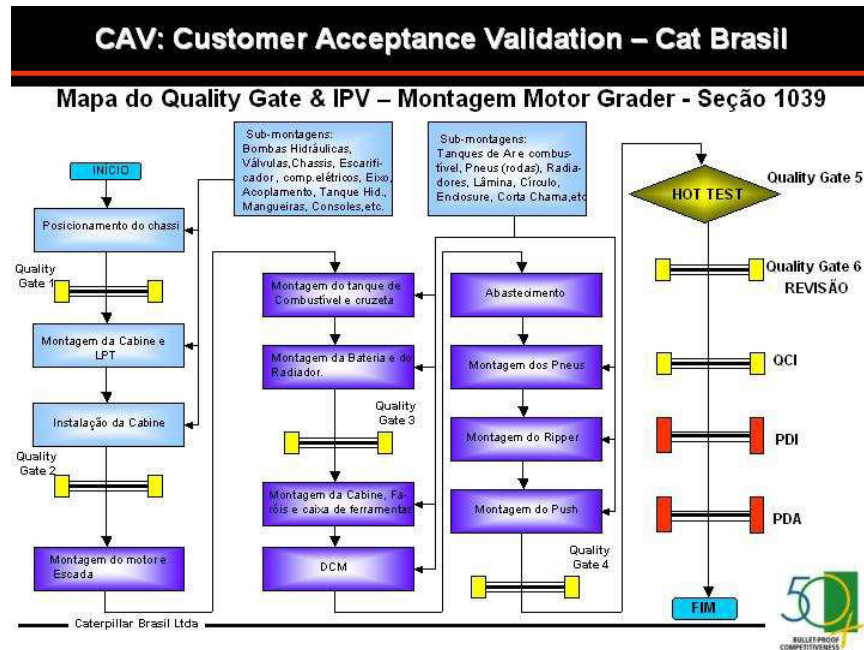 CAV: Customer Acceptance Validation – Cat Brasil
Mapa do Quality Gate & IPV – Montagem Motor Grader - Seção 1039
INÍCIO
Posicionamento do chassi
Quality
Gate 1
Montagem da Cabine e
LPT
Instalação da Cabine
Quality
Gate 2
Montagem do motor e
Escada
Sub-montagens:
Bombas Hidráulicas,
Válvulas,Chassis, Escarifi-
cador, comp.elétricos, Eixo,
Acoplamento, Tanque Hid.,
Mangueiras, Consoles,etc.
Montagem do tanque de
Combustível e cruzeta
Montagem da Bateria e do
Radiador.
Quality
Gate 3
Montagem da Cabine, Fa-
róis e caixa de ferramentas
DCM
Sub-montagens:
Tanques de Ar e combus-
tível, Pneus (rodas), Radia-
dores, Lâmina, Círculo,
Enclosure, Corta Chama,etc
Abastecimento
Montagem dos Pneus
Montagem do Ripper
Montagem do Push
Quality
Gate 4
HOT TEST
Quality Gate 5
Quality Gate 6
REVISÃO
QCI
PDI
PDA
FIM
Caterpillar Brasil Ltda
50
BULLET-PROOF
COMPETITIVENESS